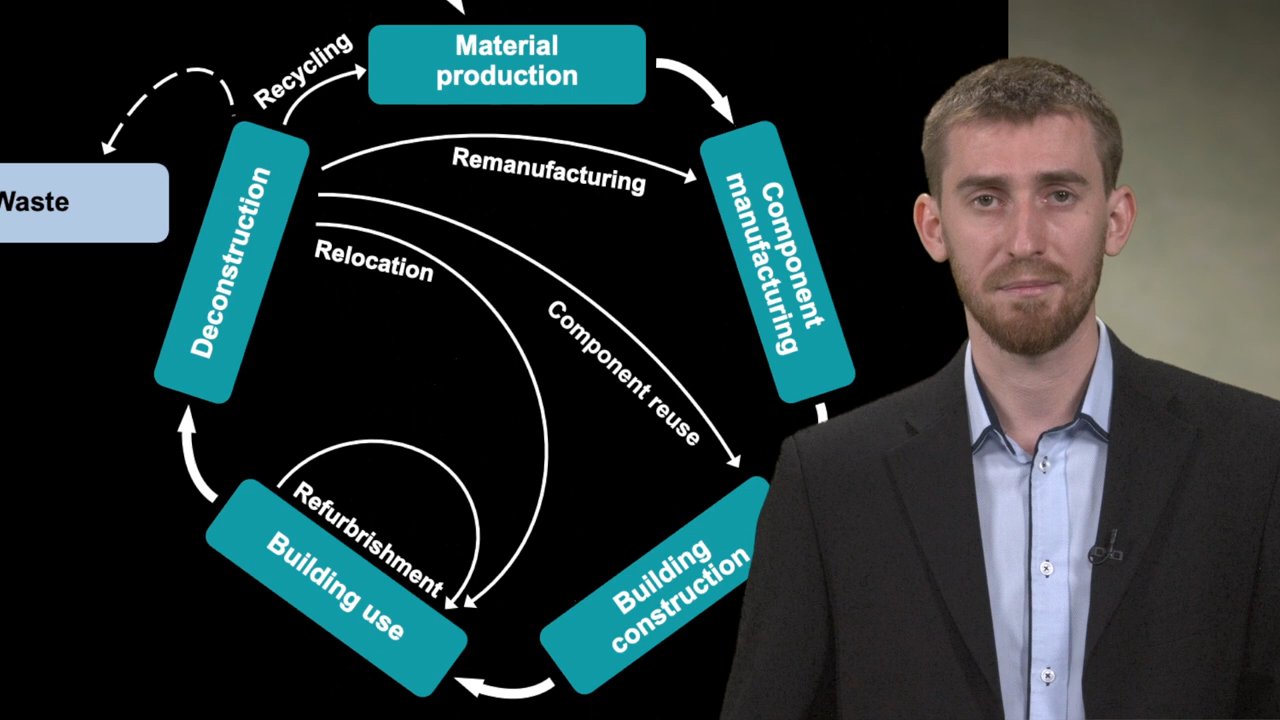 Material
production
Recycling
Remanufacturing
Component
manufacturing
Waste
Deconstruction
Relocation
Component reuse
Refurbishment
Building use
Building
construction